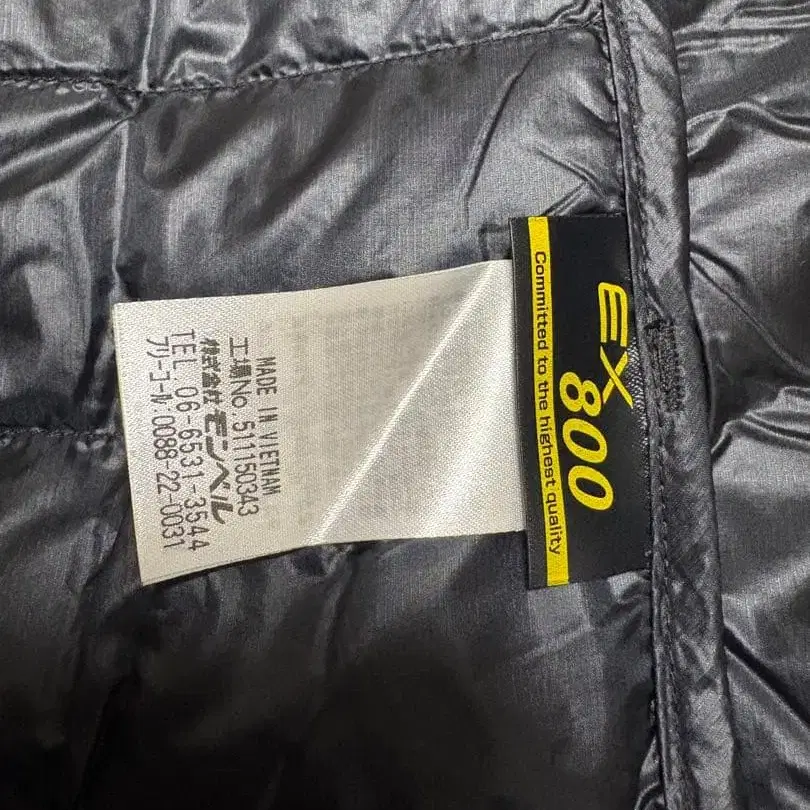 EX
800
Committed to the highest quality
MADE IN VIETNAM
工場No. 511150343
株式会社 モンベル
TEL 06-6531-3544
フリーコール 0088-22-0031